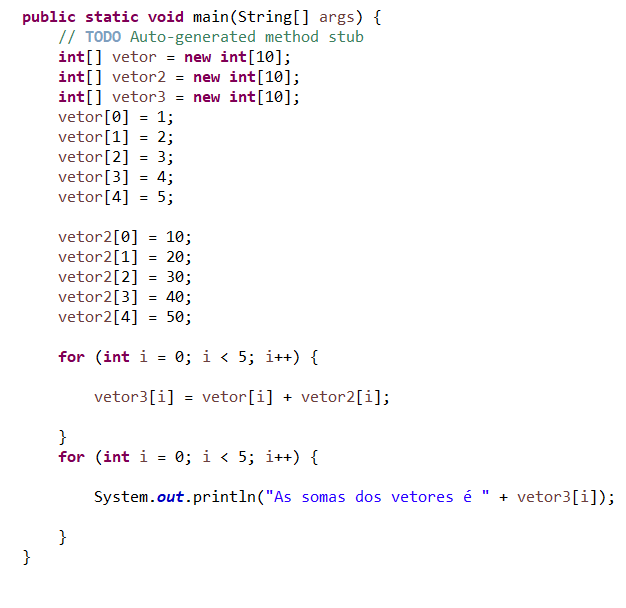 public static void main(String[] args) {
// TODO Auto-generated method stub
int[] vetor = new int[10];
int[] vetor2 = new int[10];
int[] vetor3 = new int[10];
vetor[0] = 1;
vetor[1] = 2;
vetor[2] = 3;
vetor[3] = 4;
vetor[4] = 5;
vetor2[0] = 10;
vetor2[1] = 20;
vetor2[2] = 30;
vetor2[3] = 40;
vetor2[4] = 50;
for (int i = 0; i < 5; i++) {
vetor3[i] = vetor[i] + vetor2[i];
}
for (int i = 0; i < 5; i++) {
System.out.println("As somas dos vetores é " + vetor3[i]);
}
}